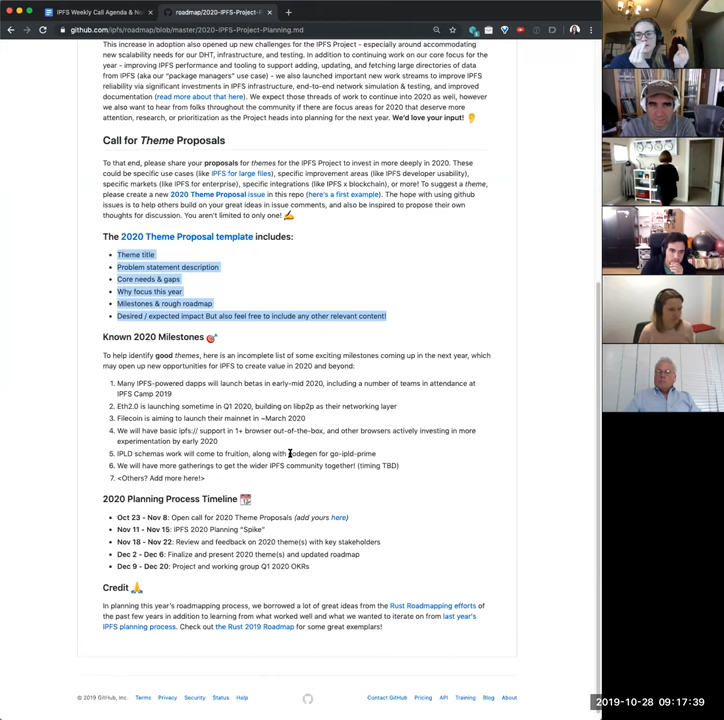 IPFS Weekly Call Agenda & No
roadmap/2020-IPFS-Project-P
github.com/ipfs/roadmap/blob/master/2020-IPFS-Project-Planning.md
This increase in adoption also opened up new challenges for the IPFS Project - especially around accommodating
new scalability needs for our DHT, infrastructure, and testing. In addition to continuing work on our core focus for the
year - improving IPFS performance and tooling to support adding, updating, and fetching large directories of data
from IPFS (aka our "package managers" use case) - we also launched important new work streams to improve IPFS
reliability via significant investments in IPFS infrastructure, end-to-end network simulation & testing, and improved
documentation (read more about that here). We expect those threads of work to continue into 2020 as well, however
we also want to hear from folks throughout the community if there are focus areas for 2020 that deserve more
attention, research, or prioritization as the Project heads into planning for the next year. We'd love your input! 👂
Call for Theme Proposals
To that end, please share your proposals for themes for the IPFS Project to invest in more deeply in 2020. These
could be specific use cases (like IPFS for large files), specific improvement areas (like IPFS developer usability),
specific markets (like IPFS for enterprise), specific integrations (like IPFS x blockchain), or more! To suggest a theme,
please create a new 2020 Theme Proposal issue in this repo (here's a first example). The hope with using github
issues is to help others build on your great ideas in issue comments, and also be inspired to propose their own
thoughts for discussion. You aren't limited to only one! ✍️
The 2020 Theme Proposal template includes:
• Theme title
• Problem statement description
• Core needs & gaps
• Why focus this year
• Milestones & rough roadmap
• Desired / expected impact But also feel free to include any other relevant content!
Known 2020 Milestones 🎯
To help identify good themes, here is an incomplete list of some exciting milestones coming up in the next year, which
may open up new opportunities for IPFS to create value in 2020 and beyond:
1. Many IPFS-powered dapps will launch betas in early-mid 2020, including a number of teams in attendance at
IPFS Camp 2019
2. Eth2.0 is launching sometime in Q1 2020, building on libp2p as their networking layer
3. Filecoin is aiming to launch their mainnet in ~March 2020
4. We will have basic ipfs:// support in 1+ browser out-of-the-box, and other browsers actively investing in more
experimentation by early 2020
5. IPLD schemas work will come to fruition, along with codegen for go-ipld-prime
6. We will have more gatherings to get the wider IPFS community together! (timing TBD)
7. <Others? Add more here!>
2020 Planning Process Timeline 📆
• Oct 23 - Nov 8: Open call for 2020 Theme Proposals (add yours here)
• Nov 11 - Nov 15: IPFS 2020 Planning "Spike"
• Nov 18 - Nov 22: Review and feedback on 2020 theme(s) with key stakeholders
• Dec 2 - Dec 6: Finalize and present 2020 theme(s) and updated roadmap
• Dec 9 - Dec 20: Project and working group Q1 2020 OKRs
Credit 🙏
In planning this year's roadmapping process, we borrowed a lot of great ideas from the Rust Roadmapping efforts of
the past few years in addition to learning from what worked well and what we wanted to iterate on from last year's
IPFS planning process. Check out the Rust 2019 Roadmap for some great exemplars!
© 2019 GitHub, Inc. Terms Privacy Security Status Help Contact GitHub Pricing API Training Blog About
2019-10-28 09:17:39